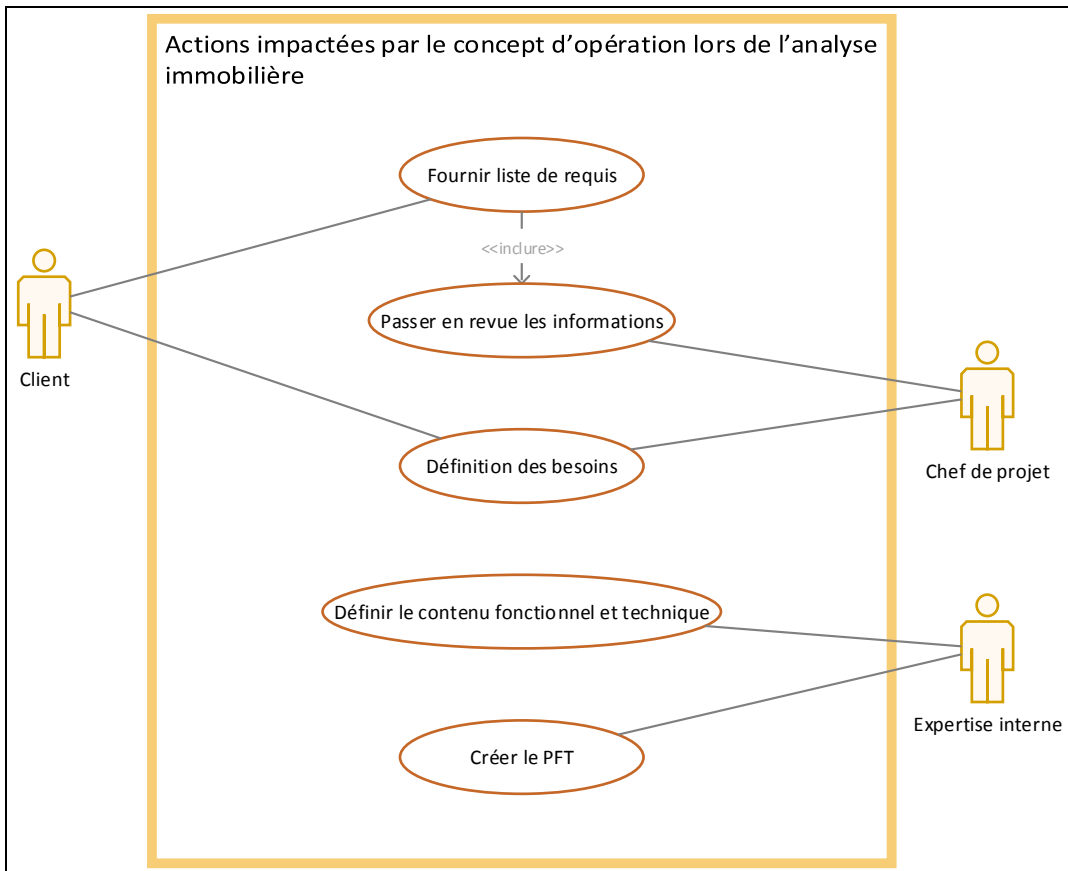 Actions impactées par le concept d’opération lors de l’analyse
immobilière
Fournir liste de requis
<<inclure>>
Passer en revue les informations
Client
Chef de projet
Définition des besoins
Définir le contenu fonctionnel et technique
Expertise interne
Créer le PFT